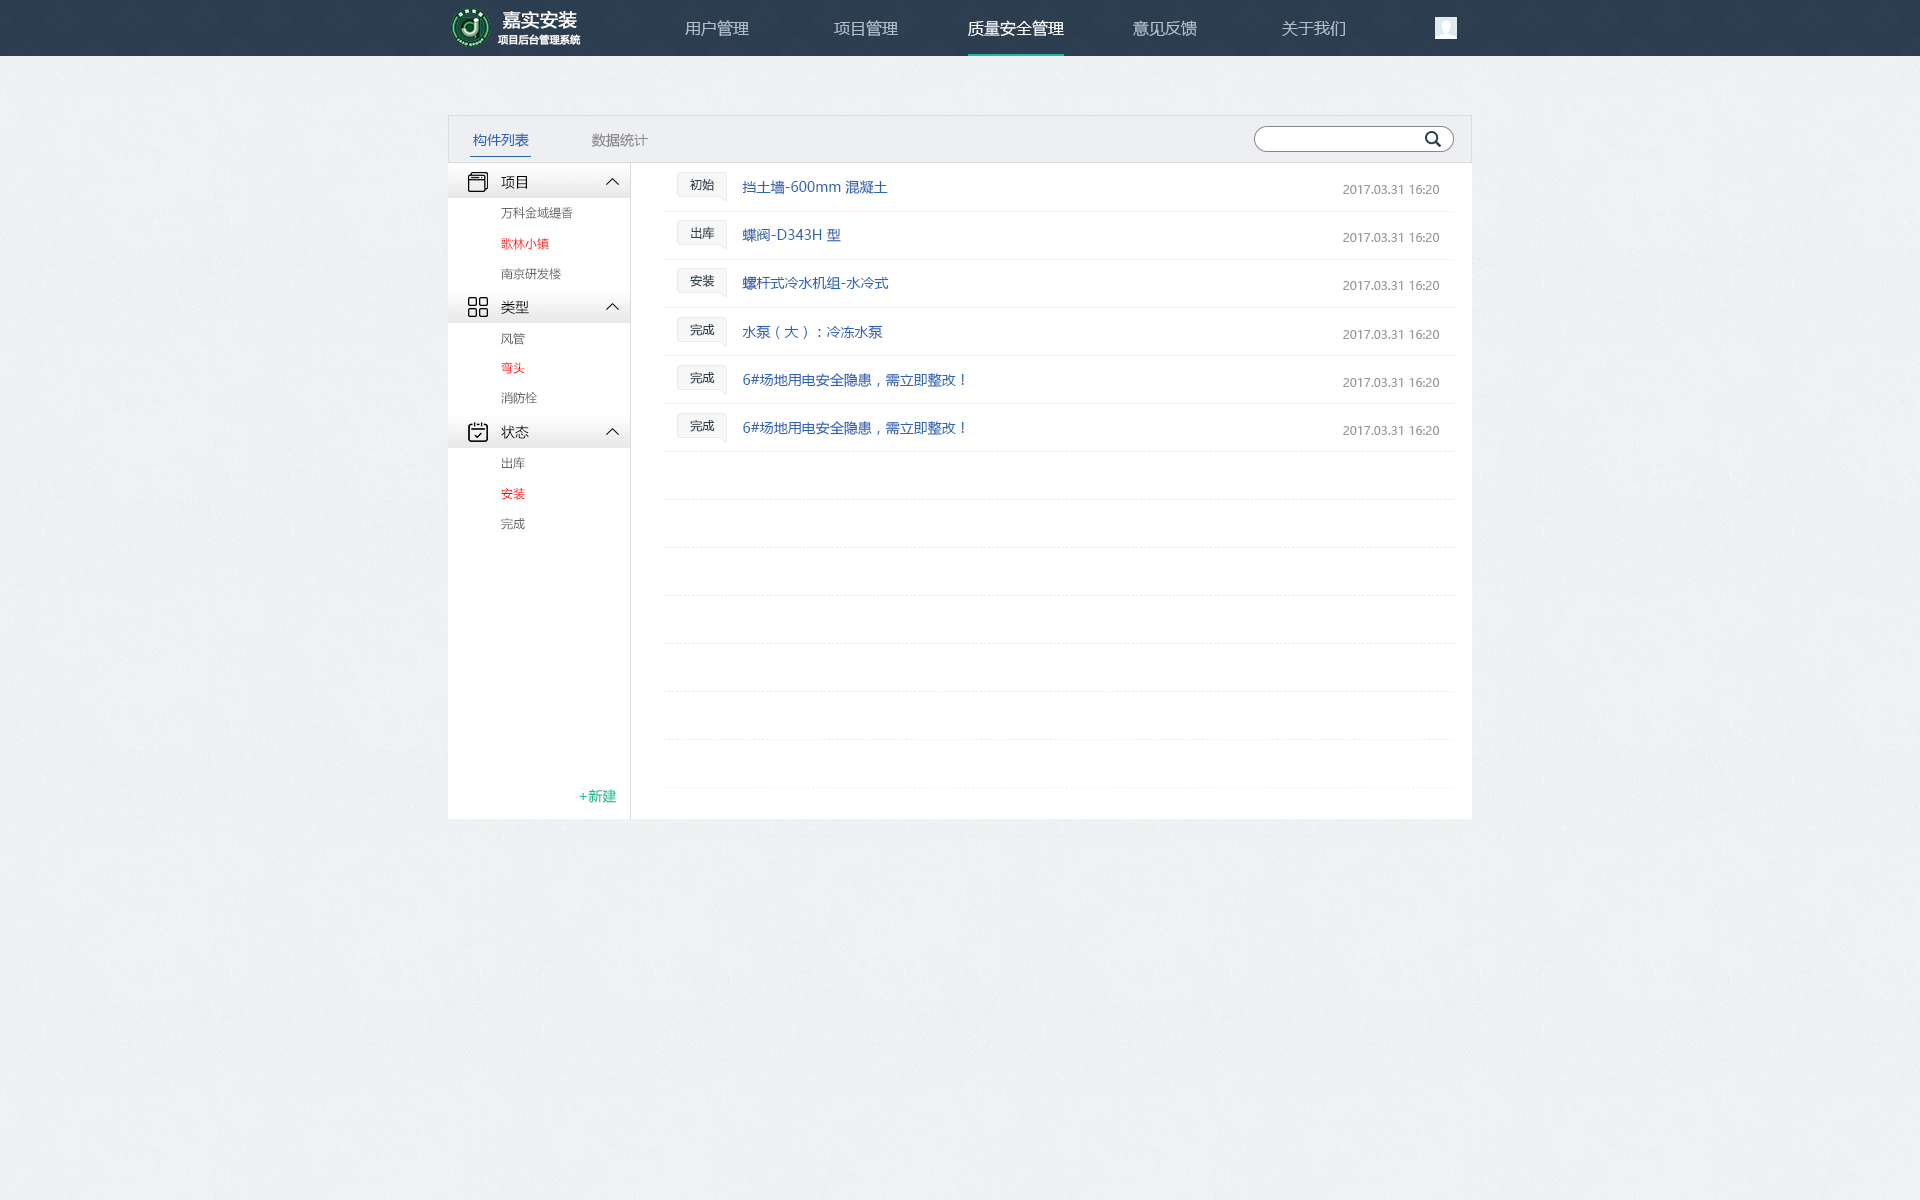 嘉实安装
项目后台管理系统
用户管理
项目管理
质量安全管理
意见反馈
关于我们
构件列表
数据统计
项目
万科金域缇香
歌林小镇
南京研发楼
类型
风管
弯头
消防栓
状态
出库
安装
完成
+新建
初始 挡土墙-600mm 混凝土 2017.03.31 16:20
出库 蝶阀-D343H 型 2017.03.31 16:20
安装 螺杆式冷水机组-水冷式 2017.03.31 16:20
完成 水泵（大）：冷冻水泵 2017.03.31 16:20
完成 6#场地用电安全隐患，需立即整改！ 2017.03.31 16:20
完成 6#场地用电安全隐患，需立即整改！ 2017.03.31 16:20